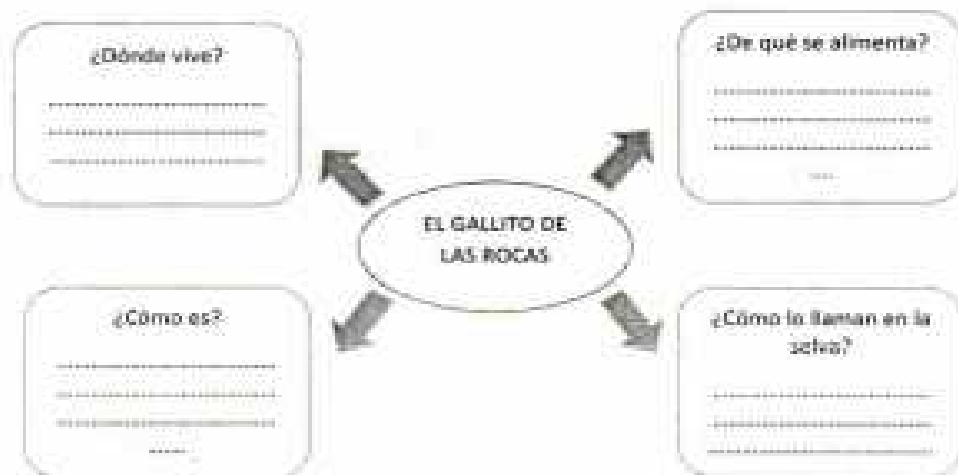 ¿Dónde vive?
¿De qué se alimenta?
EL GALLITO DE
LAS ROCAS
¿Cómo es?
¿Cómo lo llaman en la
selva?